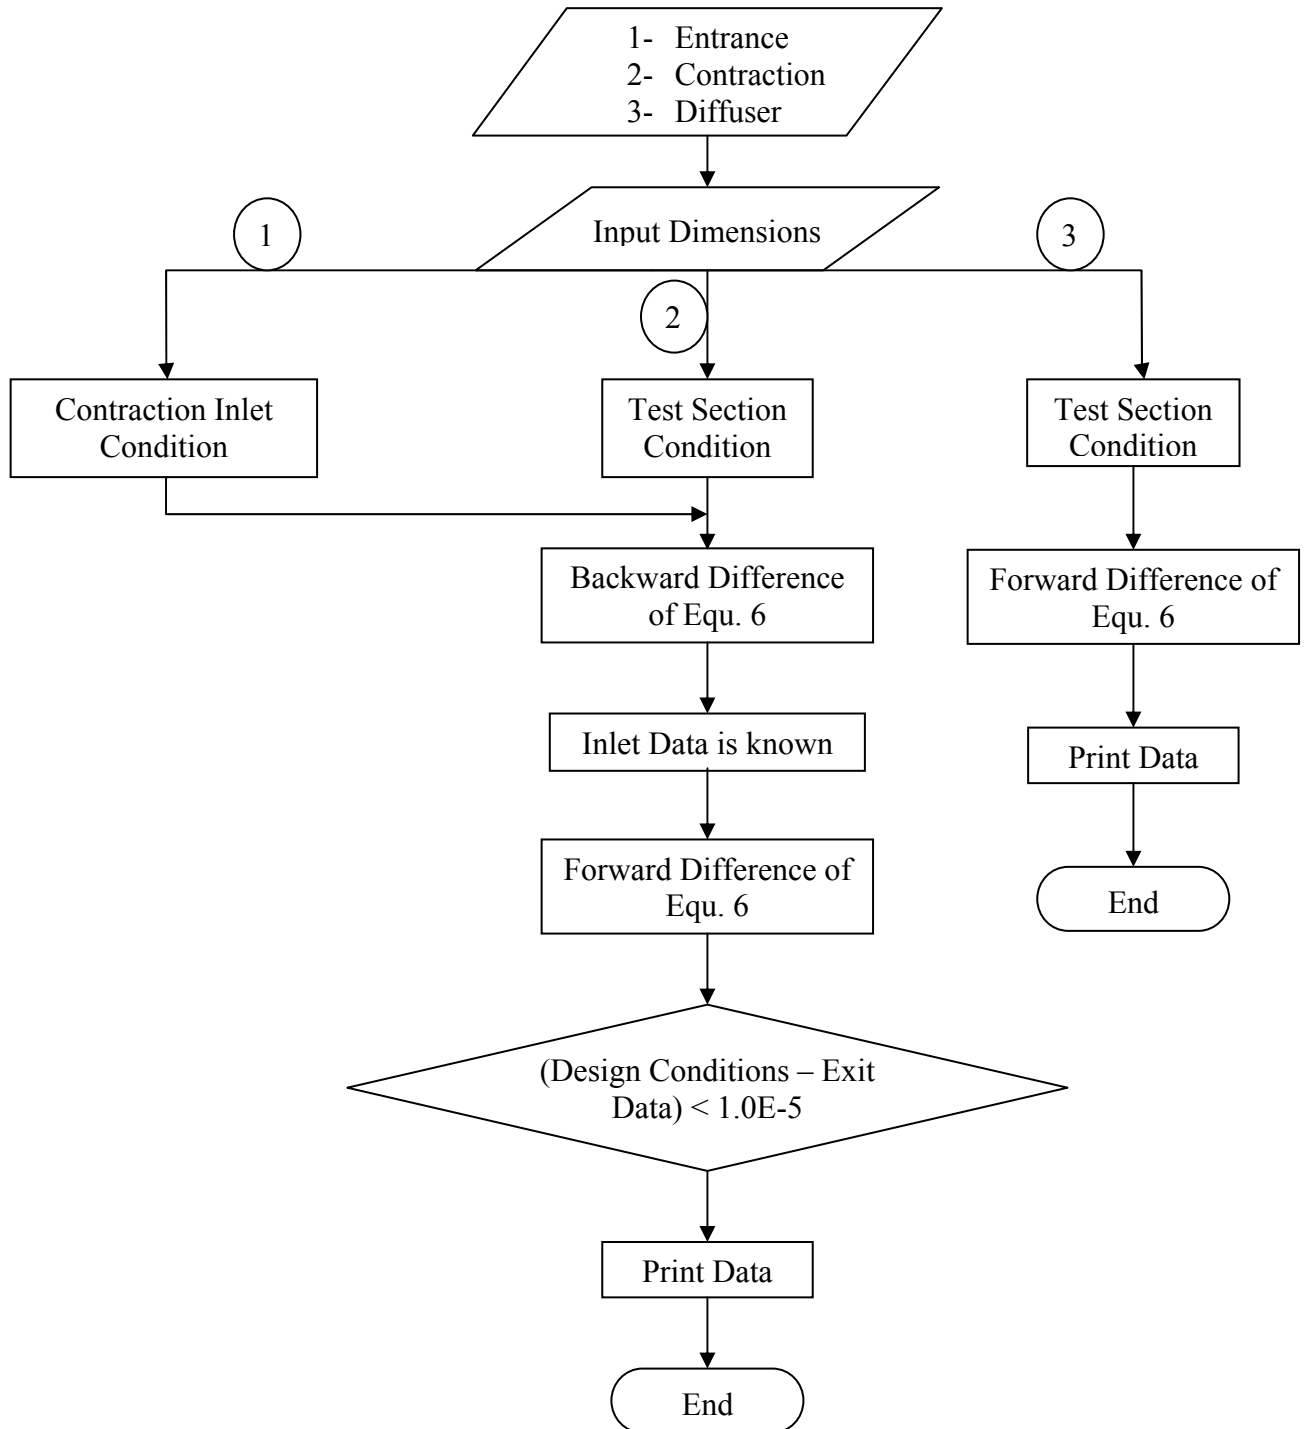 1- Entrance
2- Contraction
3- Diffuser
Input Dimensions
1
2
3
Contraction Inlet
Condition
Test Section
Condition
Test Section
Condition
Backward Difference
of Equ. 6
Forward Difference of
Equ. 6
Inlet Data is known
Print Data
Forward Difference of
Equ. 6
End
(Design Conditions – Exit
Data) < 1.0E-5
Print Data
End